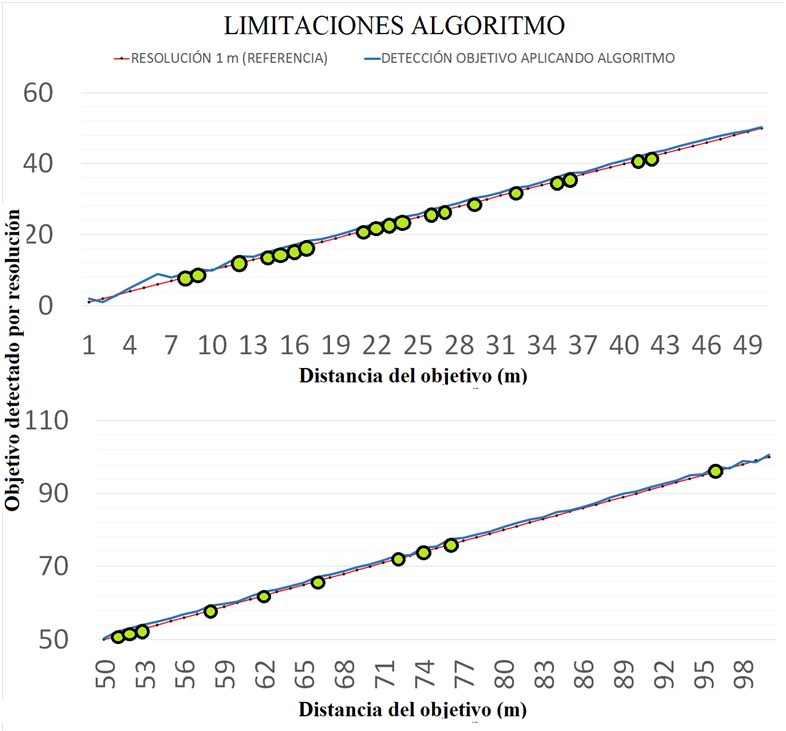 LIMITACIONES ALGORITMO
RESOLUCIÓN 1 m (REFERENCIA) DETECCIÓN OBJETIVO APLICANDO ALGORITMO
Objetivo detectado por resolución
60
40
20
0
1 4 7 10 13 16 19 22 25 28 31 34 37 40 43 46 49
Distancia del objetivo (m)
110
90
70
50
50 53 56 59 62 65 68 71 74 77 80 83 86 89 92 95 98
Distancia del objetivo (m)